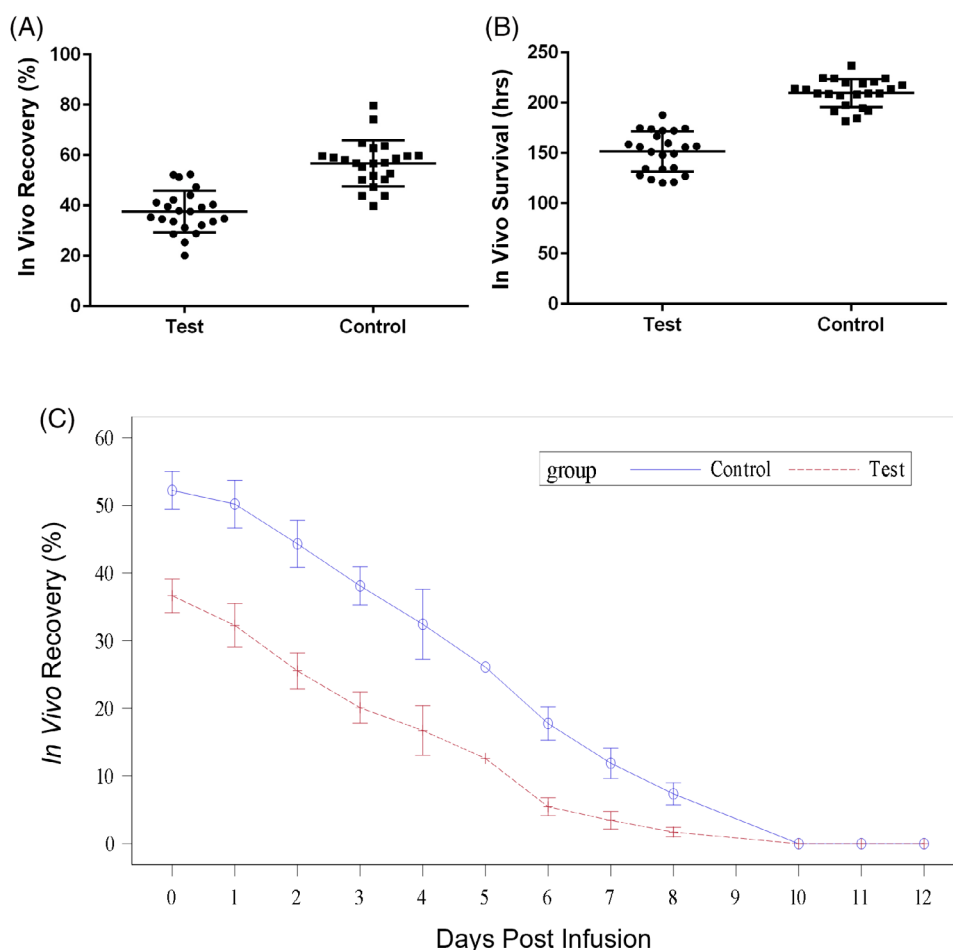 (A)
In Vivo Recovery (%)
100
80
60
40
20
0
Test
Control
(B)
In Vivo Survival (hrs)
250
200
150
100
50
0
Test
Control
(C)
In Vivo Recovery (%)
60
50
40
30
20
10
0
group Control Test
0 1 2 3 4 5 6 7 8 9 10 11 12
Days Post Infusion